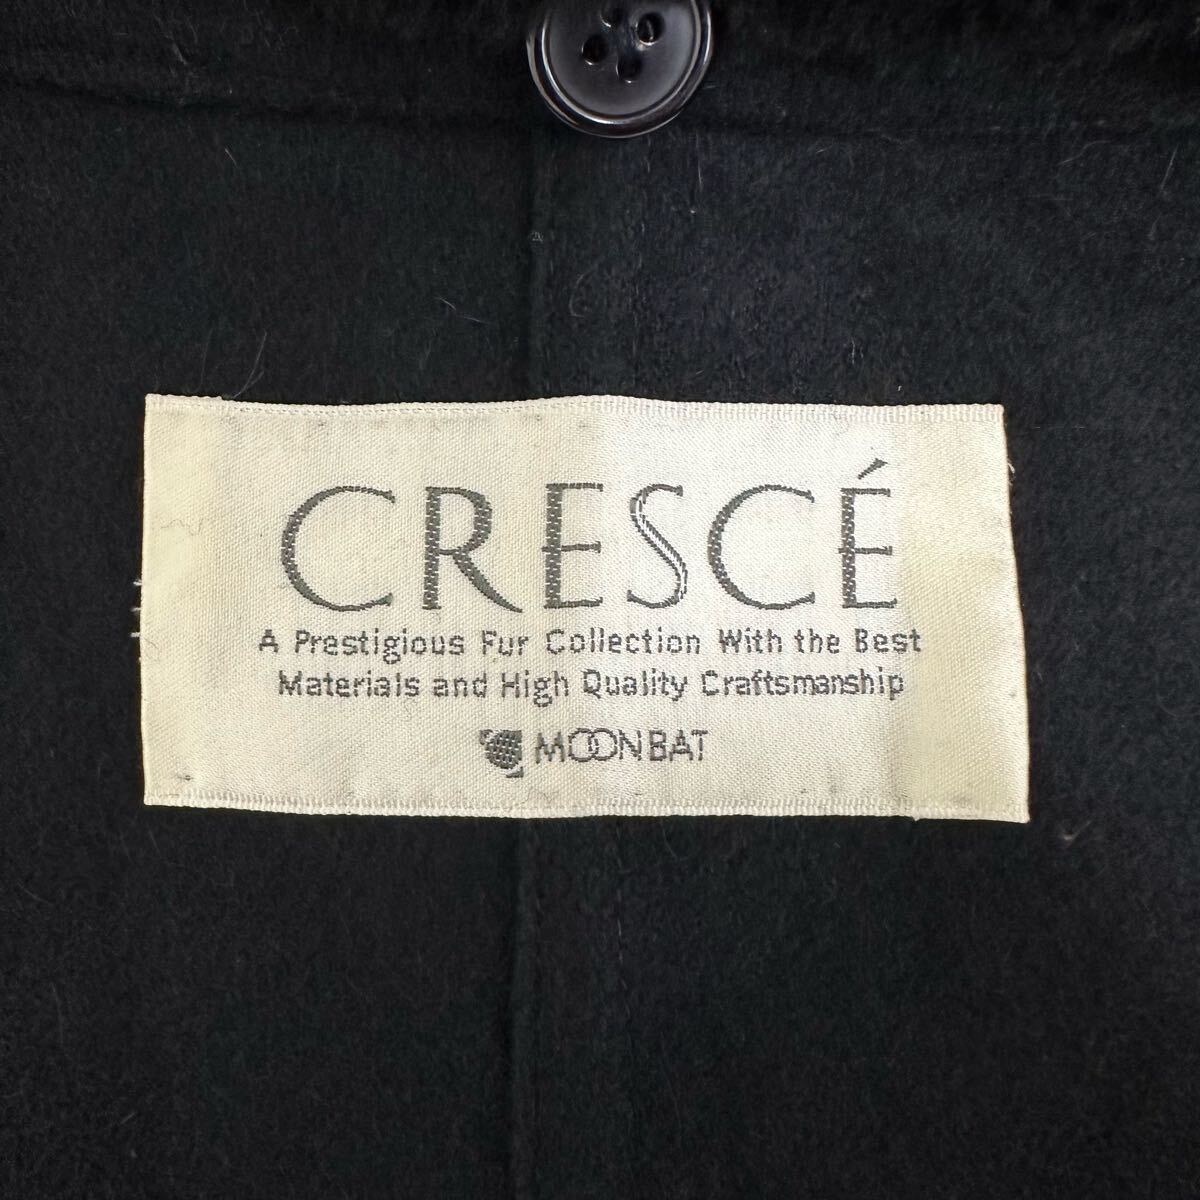 CRESCÉ
A Prestigious Fur Collection With the Best
Materials and High Quality Craftsmanship
MOONBAT